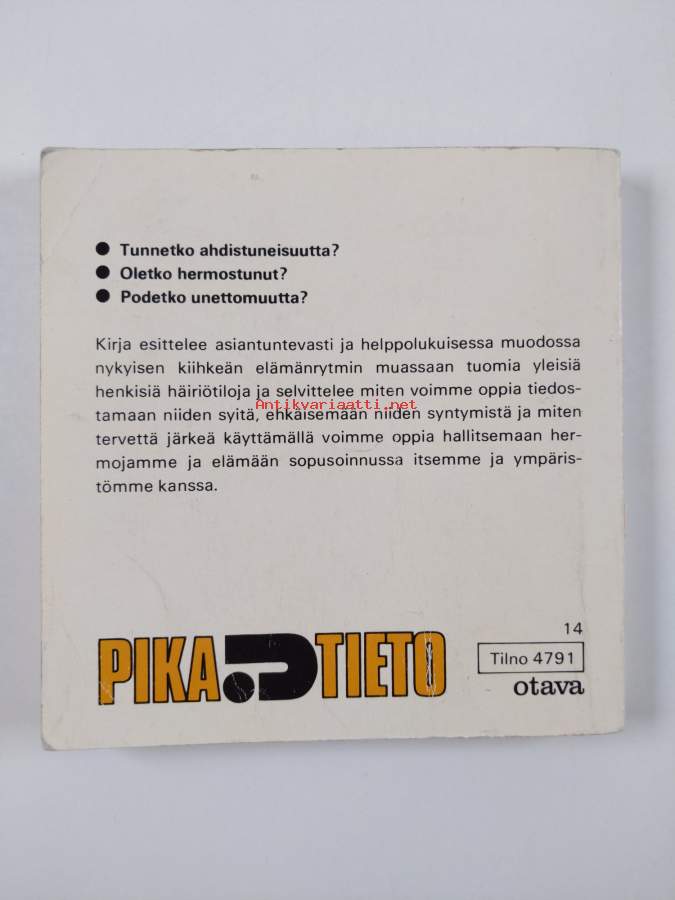 ● Tunnetko ahdistuneisuutta?
● Oletko hermostunut?
● Podetko unettomuutta?
Kirja esittelee asiantuntevasti ja helppolukuisessa muodossa
nykyisen kiihkeän elämänrytmin muassaan tuomia yleisiä
henkisiä häiriötiloja ja selvittelee miten voimme oppia tiedos-
Antikvariaatti.net
tamaan niiden syitä, ehkäisemään niiden syntymistä ja miten
tervettä järkeä käyttämällä voimme oppia hallitsemaan her-
mojamme ja elämään sopusoinnussa itsemme ja ympäris-
tömme kanssa.
14
PIKA?TIETO
Tilno 4791
otava